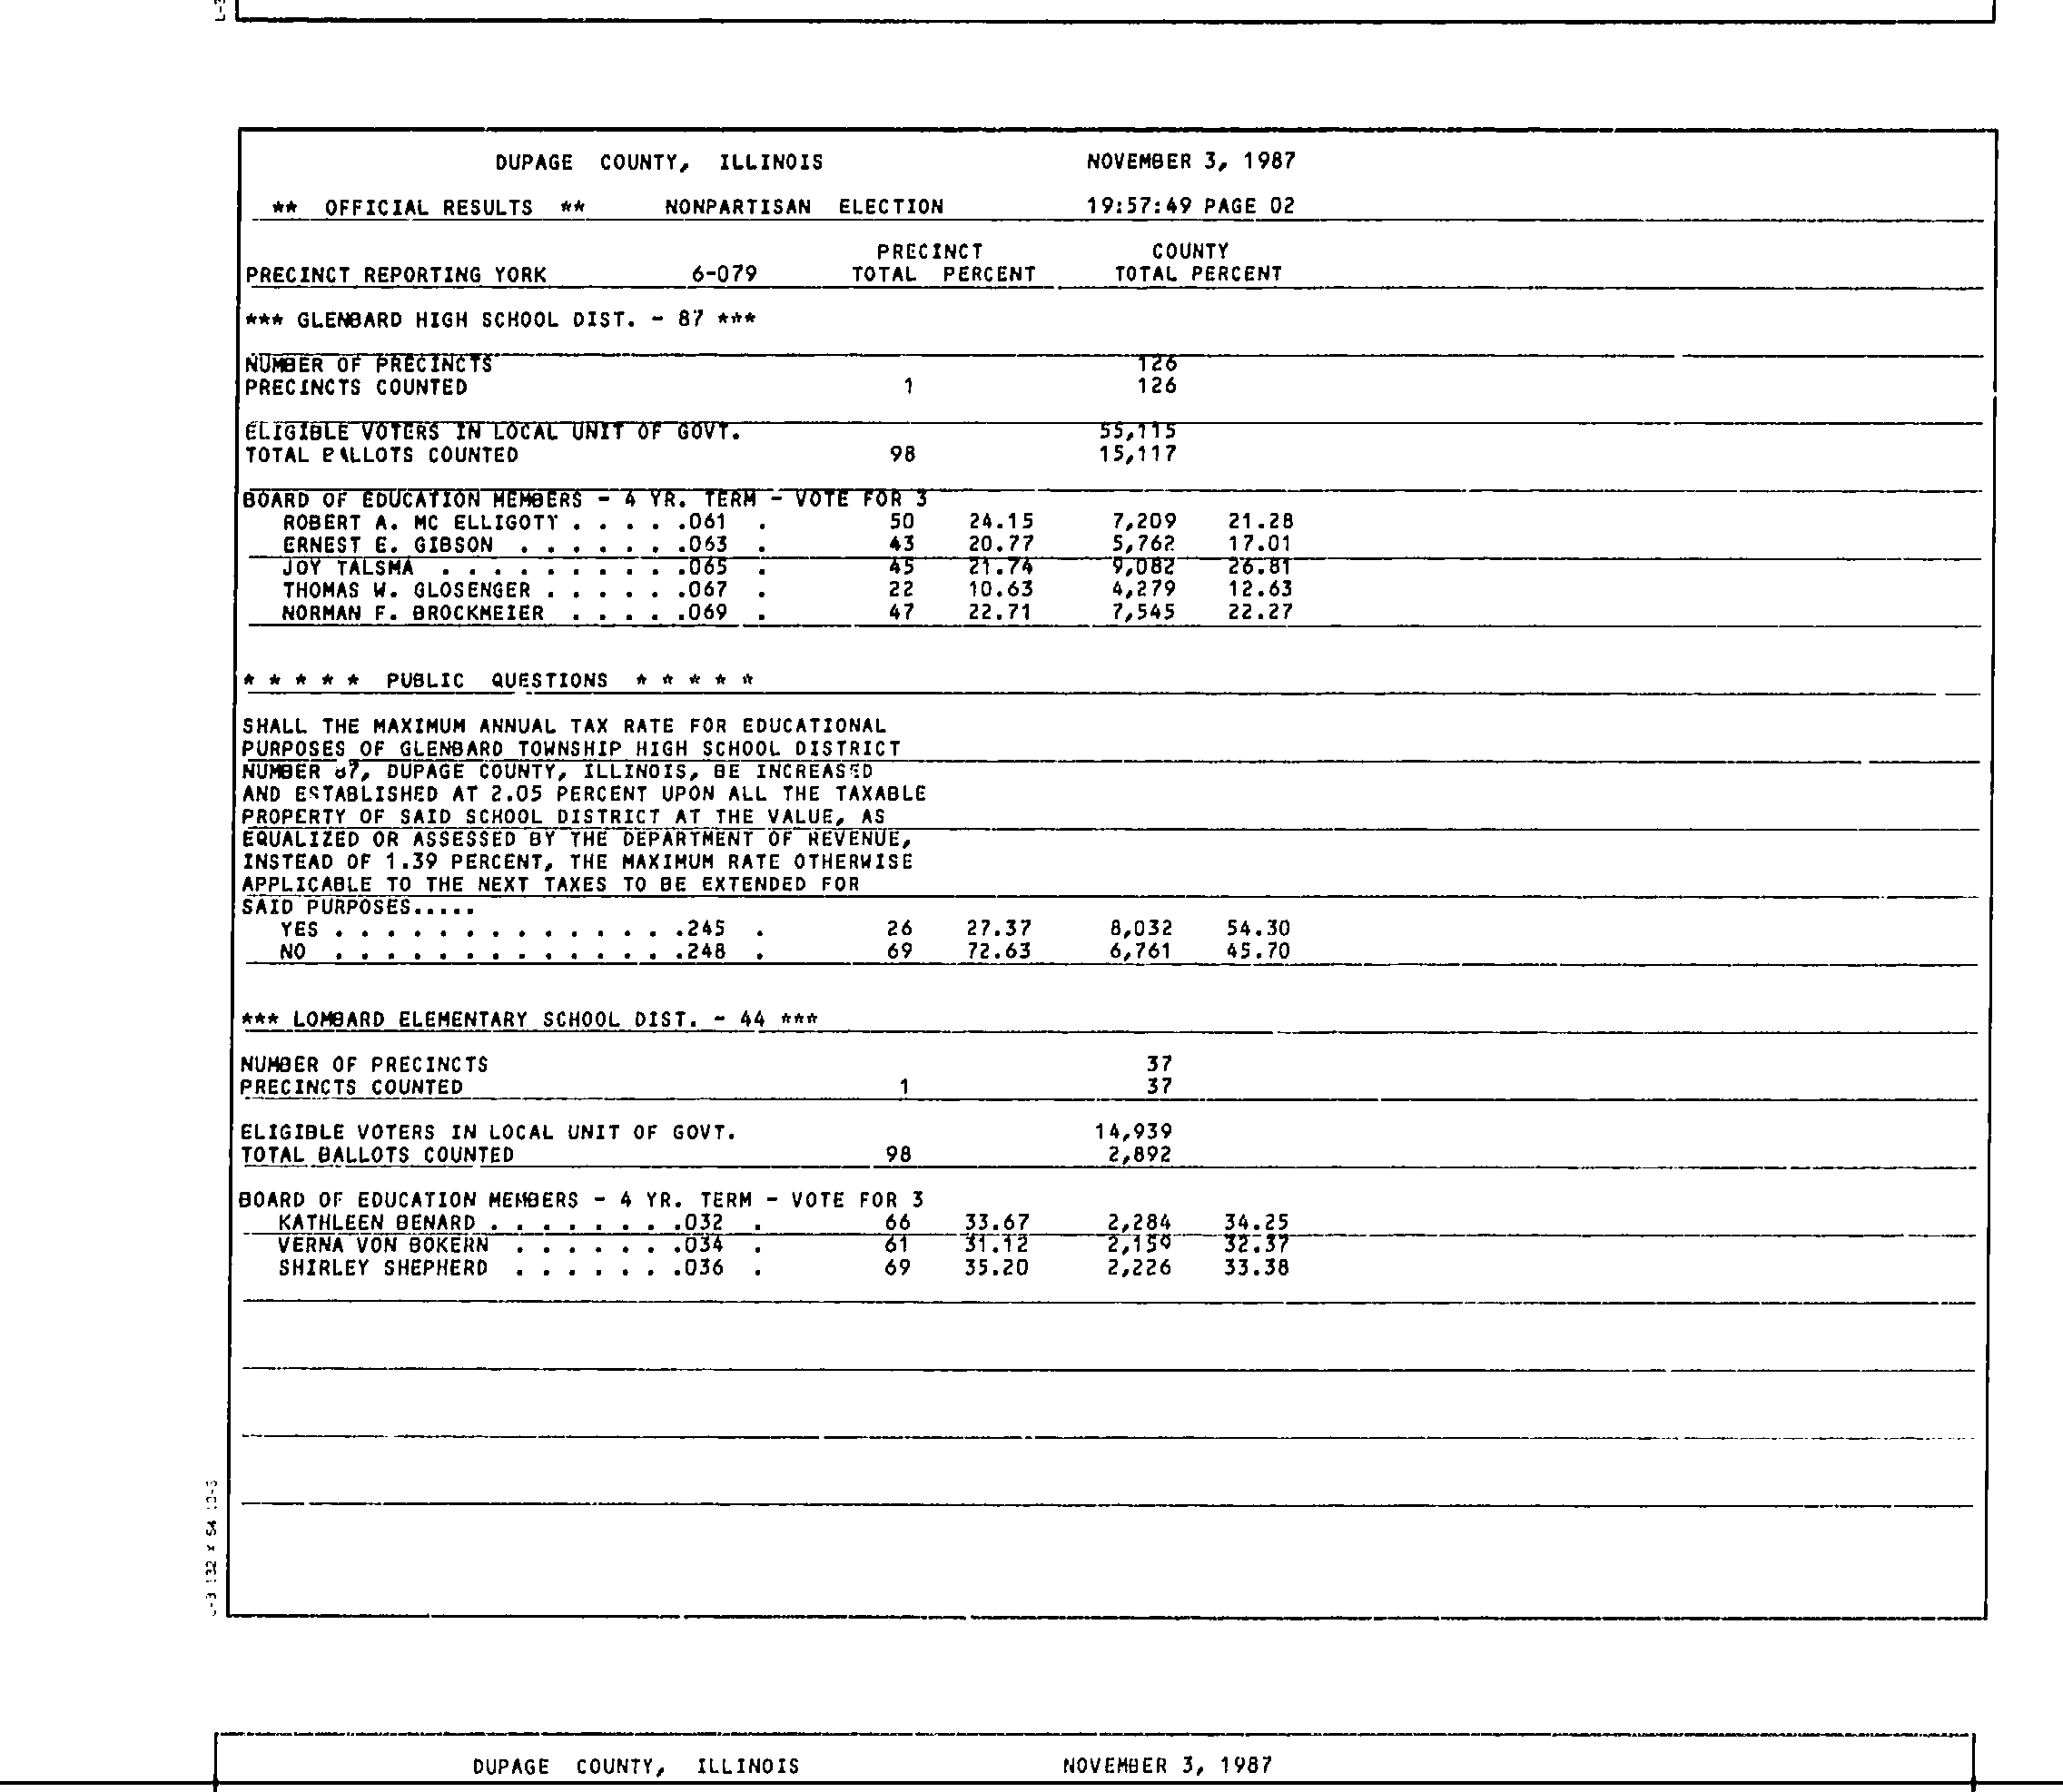 DUPAGE COUNTY, ILLINOIS NOVEMBER 3, 1987
** OFFICIAL RESULTS ** NONPARTISAN ELECTION 19:57:49 PAGE 02
PRECINCT COUNTY
PRECINCT REPORTING YORK 6-079 TOTAL PERCENT TOTAL PERCENT
*** GLENBARD HIGH SCHOOL DIST. - 87 ***
NUMBER OF PRECINCTS 126
PRECINCTS COUNTED 1 126
ELIGIBLE VOTERS IN LOCAL UNIT OF GOVT. 55,115
TOTAL BALLOTS COUNTED 98 15,117
BOARD OF EDUCATION MEMBERS - 4 YR. TERM - VOTE FOR 3
ROBERT A. MC ELLIGOTT . . . . .061 . 50 24.15 7,209 21.28
ERNEST E. GIBSON . . . . . . .063 . 43 20.77 5,762 17.01
JOY TALSMA . . . . . . . . . .065 . 45 21.74 9,082 26.81
THOMAS W. GLOSENGER . . . . . .067 . 22 10.63 4,279 12.63
NORMAN F. BROCKMEIER . . . . .069 . 47 22.71 7,545 22.27
* * * * * PUBLIC QUESTIONS * * * * *
SHALL THE MAXIMUM ANNUAL TAX RATE FOR EDUCATIONAL
PURPOSES OF GLENBARD TOWNSHIP HIGH SCHOOL DISTRICT
NUMBER 87, DUPAGE COUNTY, ILLINOIS, BE INCREASED
AND ESTABLISHED AT 2.05 PERCENT UPON ALL THE TAXABLE
PROPERTY OF SAID SCHOOL DISTRICT AT THE VALUE, AS
EQUALIZED OR ASSESSED BY THE DEPARTMENT OF REVENUE,
INSTEAD OF 1.39 PERCENT, THE MAXIMUM RATE OTHERWISE
APPLICABLE TO THE NEXT TAXES TO BE EXTENDED FOR
SAID PURPOSES.....
YES . . . . . . . . . . . . . .245 . 26 27.37 8,032 54.30
NO . . . . . . . . . . . . . .248 . 69 72.63 6,761 45.70
*** LOMBARD ELEMENTARY SCHOOL DIST. - 44 ***
NUMBER OF PRECINCTS 37
PRECINCTS COUNTED 1 37
ELIGIBLE VOTERS IN LOCAL UNIT OF GOVT. 14,939
TOTAL BALLOTS COUNTED 98 2,892
BOARD OF EDUCATION MEMBERS - 4 YR. TERM - VOTE FOR 3
KATHLEEN BENARD . . . . . . . .032 . 66 33.67 2,284 34.25
VERNA VON BOKERN . . . . . . .034 . 61 31.12 2,159 32.37
SHIRLEY SHEPHERD . . . . . . .036 . 69 35.20 2,226 33.38
DUPAGE COUNTY, ILLINOIS NOVEMBER 3, 1987